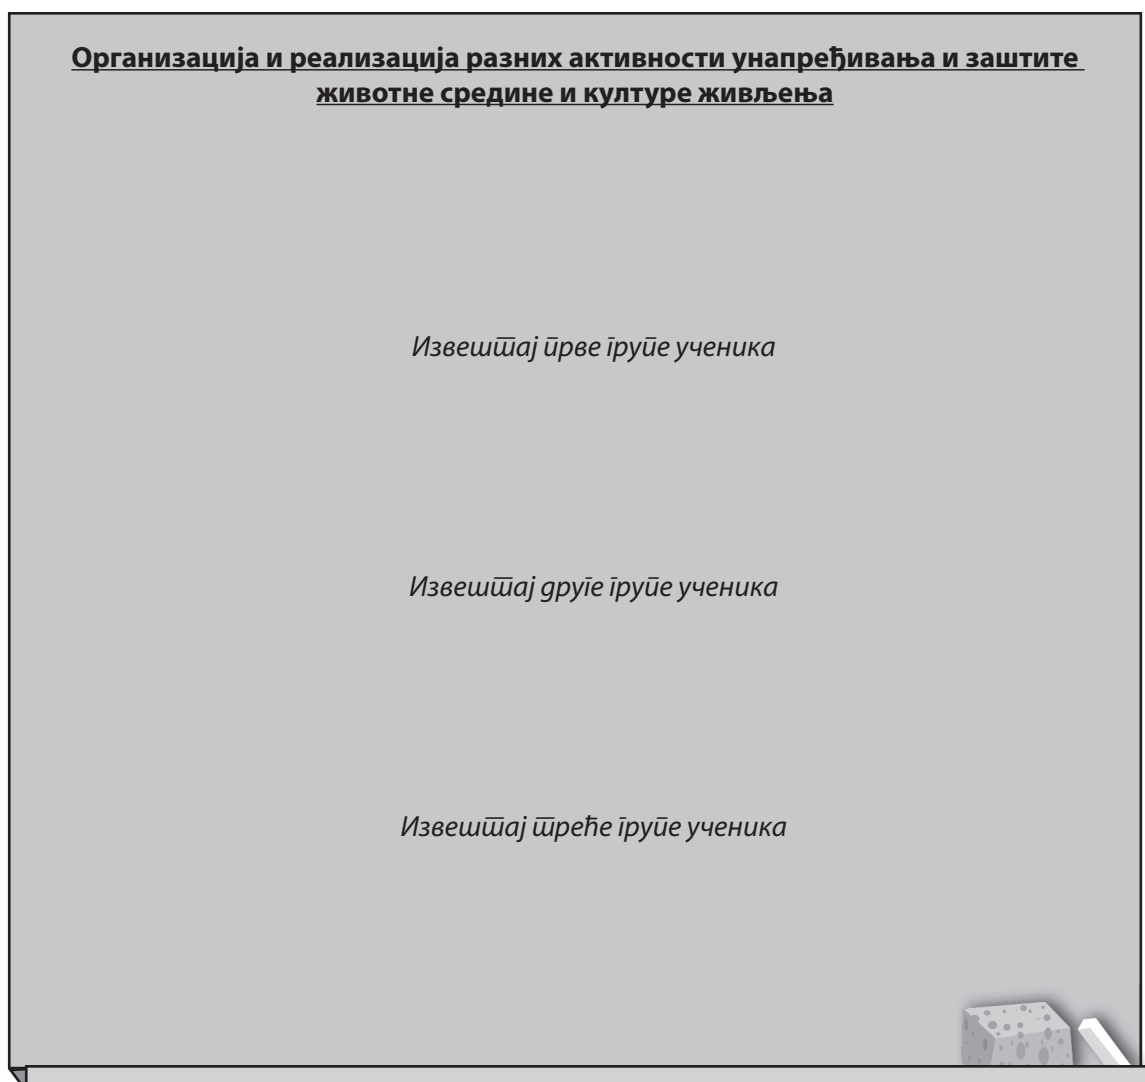 Организација и реализација разних активности унапређивања и заштите
животне средине и културе живљења
Извештај прве групе ученика
Извештај друге групе ученика
Извештај треће групе ученика